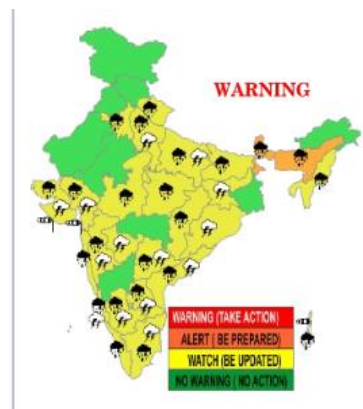 WARNING
WARNING (TAKE ACTION)
ALERT ( BE PREPARED)
WATCH (BE UPDATED)
NO WARNING ( NO ACTION)